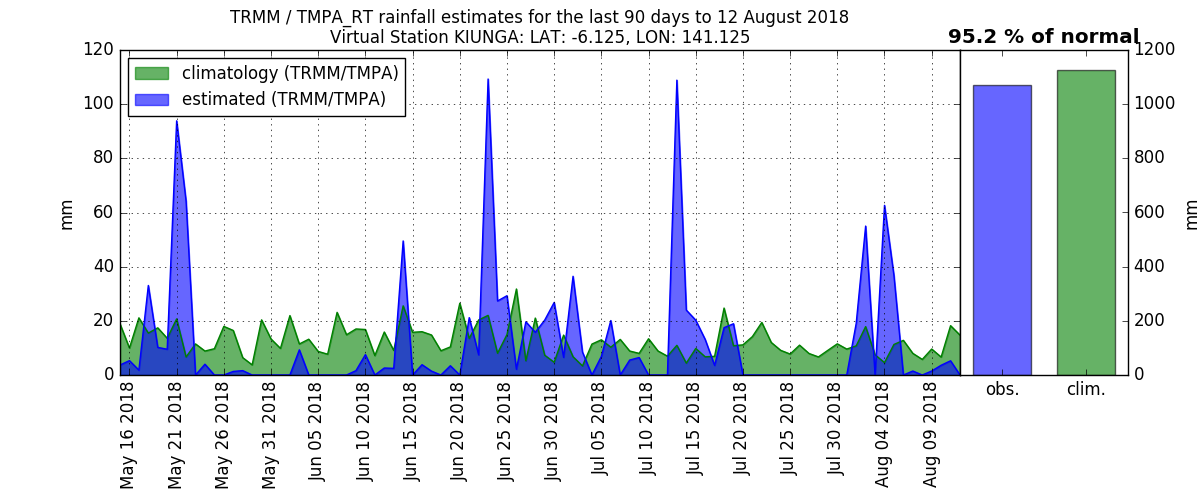 TRMM / TMPA_RT rainfall estimates for the last 90 days to 12 August 2018
Virtual Station KIUNGA: LAT: -6.125, LON: 141.125
95.2 % of normal
climatology (TRMM/TMPA)
estimated (TRMM/TMPA)
mm
120
100
80
60
40
20
0
1200
1000
800
600
400
200
0
mm
May 16 2018
May 21 2018
May 26 2018
May 31 2018
Jun 05 2018
Jun 10 2018
Jun 15 2018
Jun 20 2018
Jun 25 2018
Jun 30 2018
Jul 05 2018
Jul 10 2018
Jul 15 2018
Jul 20 2018
Jul 25 2018
Jul 30 2018
Aug 04 2018
Aug 09 2018
obs.
clim.